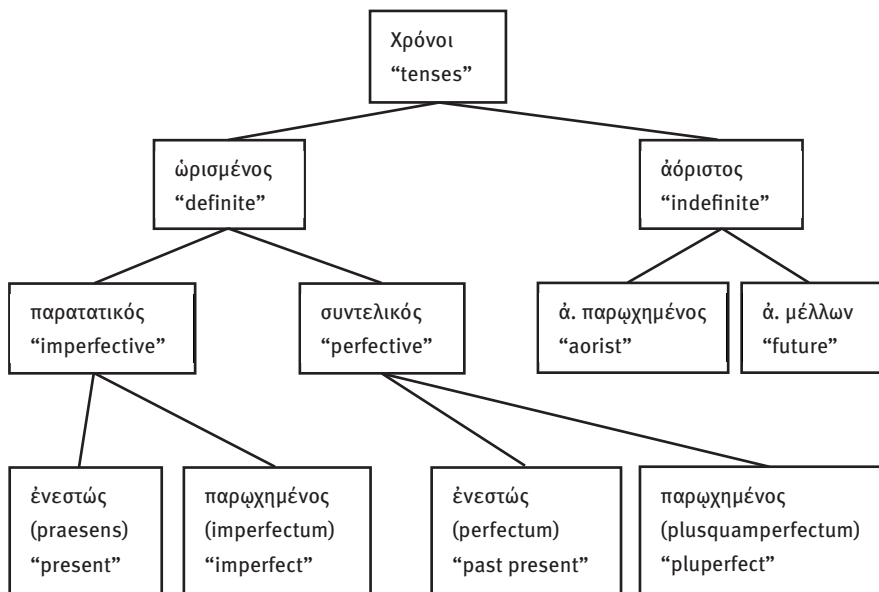 Χρόνοι
“tenses”
ὡρισμένος
“definite”
ἀόριστος
“indefinite”
παρατατικός
“imperfective”
συντελικός
“perfective”
ἀ. παρῳχημένος
“aorist”
ἀ. μέλλων
“future”
ἐνεστώς
(praesens)
“present”
παρῳχημένος
(imperfectum)
“imperfect”
ἐνεστώς
(perfectum)
“past present”
παρῳχημένος
(plusquamperfectum)
“pluperfect”